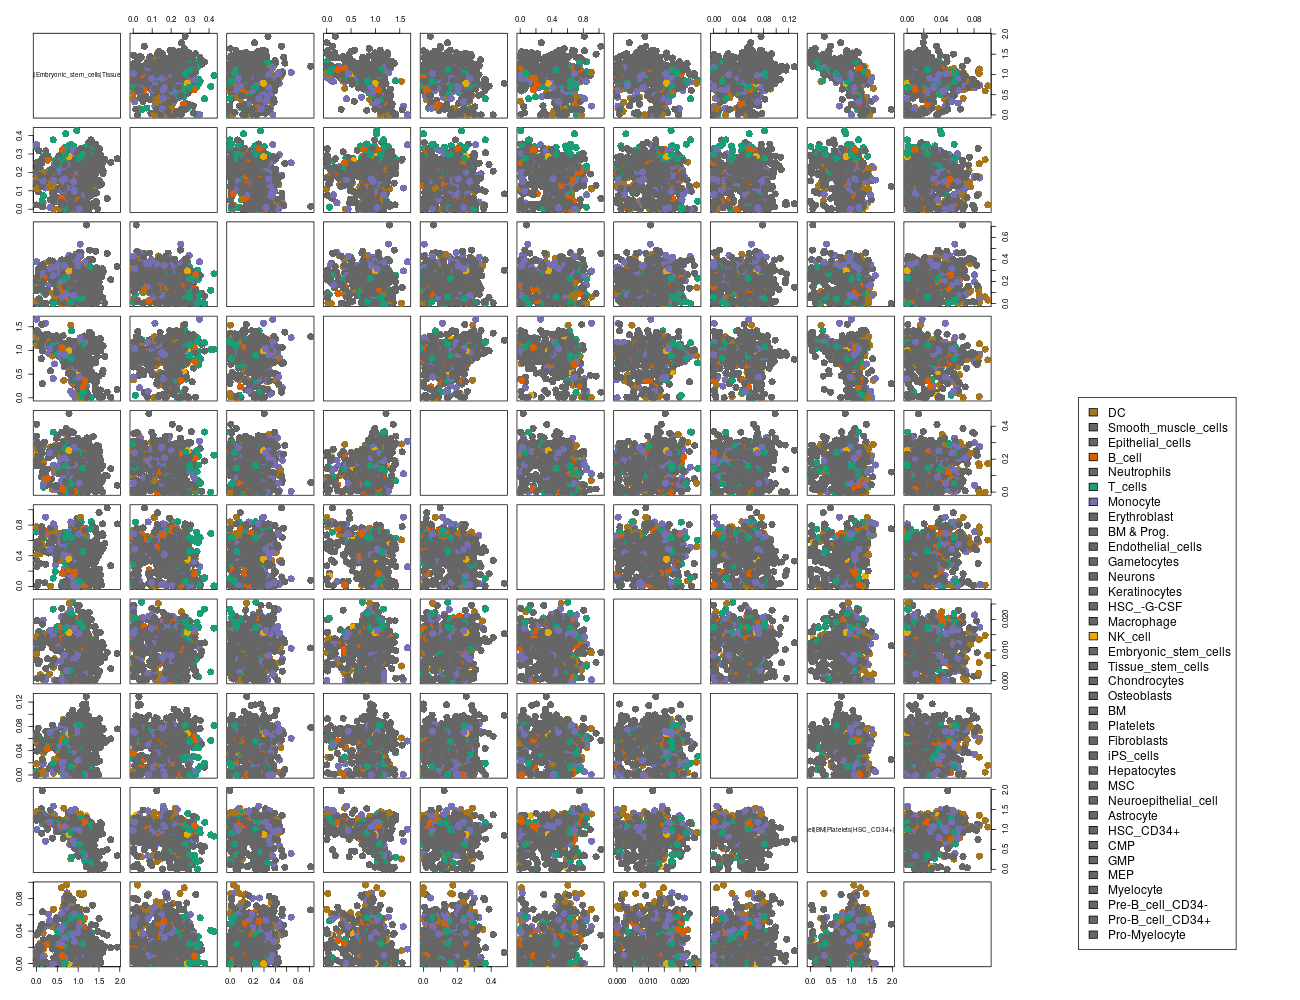 0.0 0.1 0.2 0.3 0.4
0.0 0.5 1.0 1.5
0.0 0.4 0.8
0.00 0.04 0.08 0.12
0.00 0.04 0.08
|Embryonic_stem_cells|Tissue
0.0 0.5 1.0 1.5 2.0
0.0 0.1 0.2 0.3 0.4
0.0 0.2 0.4 0.6
0.0 0.5 1.0 1.5
0.0 0.2 0.4
0.0 0.4 0.8
0.000 0.010 0.020
0.00 0.04 0.08 0.12
ell|BM|Platelets|HSC_CD34+|
0.0 0.5 1.0 1.5 2.0
0.00 0.04 0.08
0.0 0.5 1.0 1.5 2.0
0.0 0.2 0.4 0.6
0.0 0.2 0.4
0.000 0.010 0.020
0.0 0.5 1.0 1.5 2.0
DC
Smooth_muscle_cells
Epithelial_cells
B_cell
Neutrophils
T_cells
Monocyte
Erythroblast
BM & Prog.
Endothelial_cells
Gametocytes
Neurons
Keratinocytes
HSC_-G-CSF
Macrophage
NK_cell
Embryonic_stem_cells
Tissue_stem_cells
Chondrocytes
Osteoblasts
BM
Platelets
Fibroblasts
iPS_cells
Hepatocytes
MSC
Neuroepithelial_cell
Astrocyte
HSC_CD34+
CMP
GMP
MEP
Myelocyte
Pre-B_cell_CD34-
Pro-B_cell_CD34+
Pro-Myelocyte